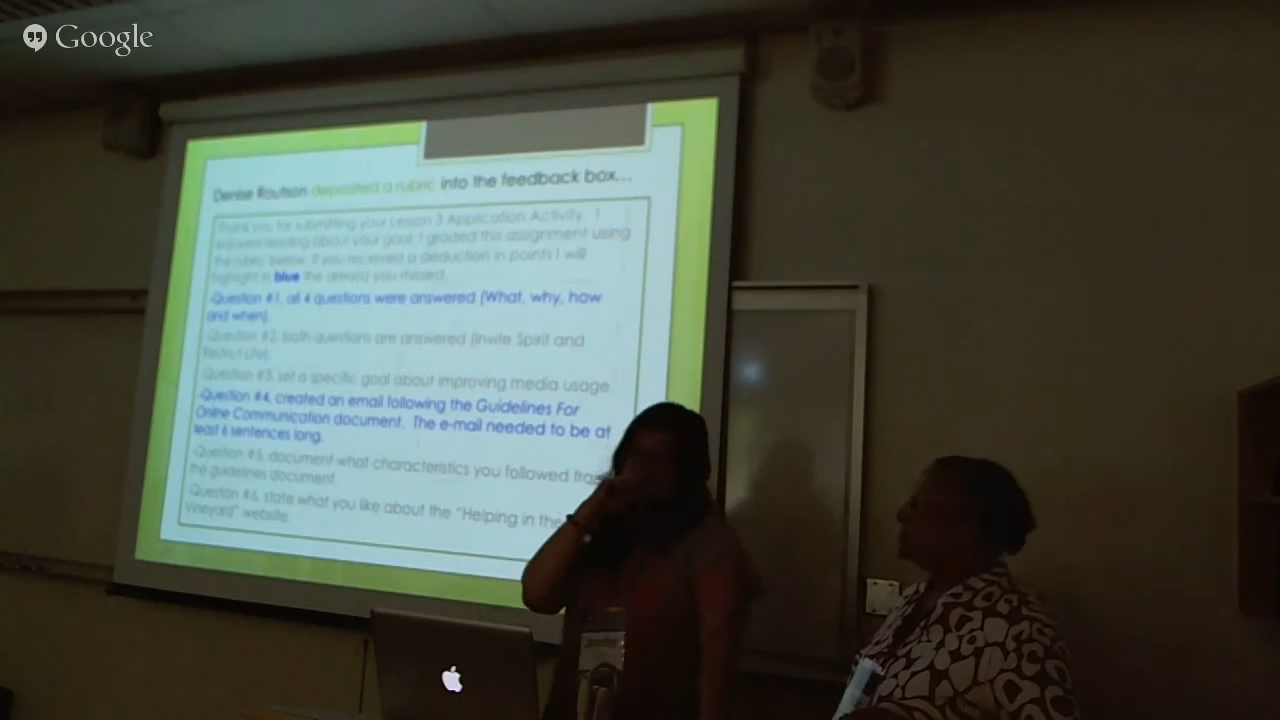 Google
Denise Routson deposited a rubric into the feedback box...
Thank you for submitting your Lesson 3 Application Activity. I
enjoyed reading about your goal. I graded this assignment using
the rubric below. If you received a deduction in points I will
highlight in blue the area(s) you missed.
-Question #1, all 4 questions were answered (What, why, how
and when).
-Question #2, both questions are answered (Invite Spirit and
Restrict Life)
-Question #3, set a specific goal about improving media usage.
-Question #4, created an email following the Guidelines For
Online Communication document. The e-mail needed to be at
least 6 sentences long.
-Question #5, document what characteristics you followed from
the guidelines document.
-Question #6, state what you like about the "Helping in the
Vineyard" website.